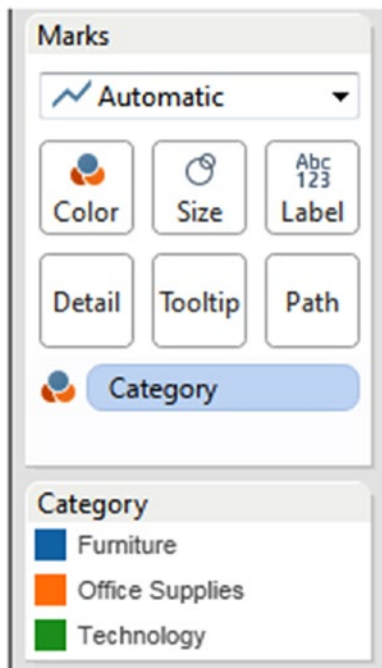 Marks
Automatic
Color
Size
Abc
123
Label
Detail
Tooltip
Path
Category
Category
Furniture
Office Supplies
Technology